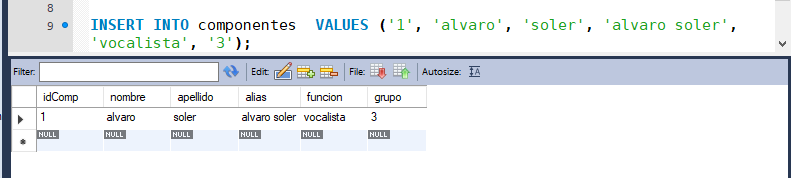 8
9 INSERT INTO componentes VALUES ('1', 'alvaro', 'soler', 'alvaro soler',
'vocalista', '3');
Filter: Edit: File: Autosize:
idComp nombre apellido alias funcion grupo
1 alvaro soler alvaro soler vocalista 3
NULL NULL NULL NULL NULL NULL